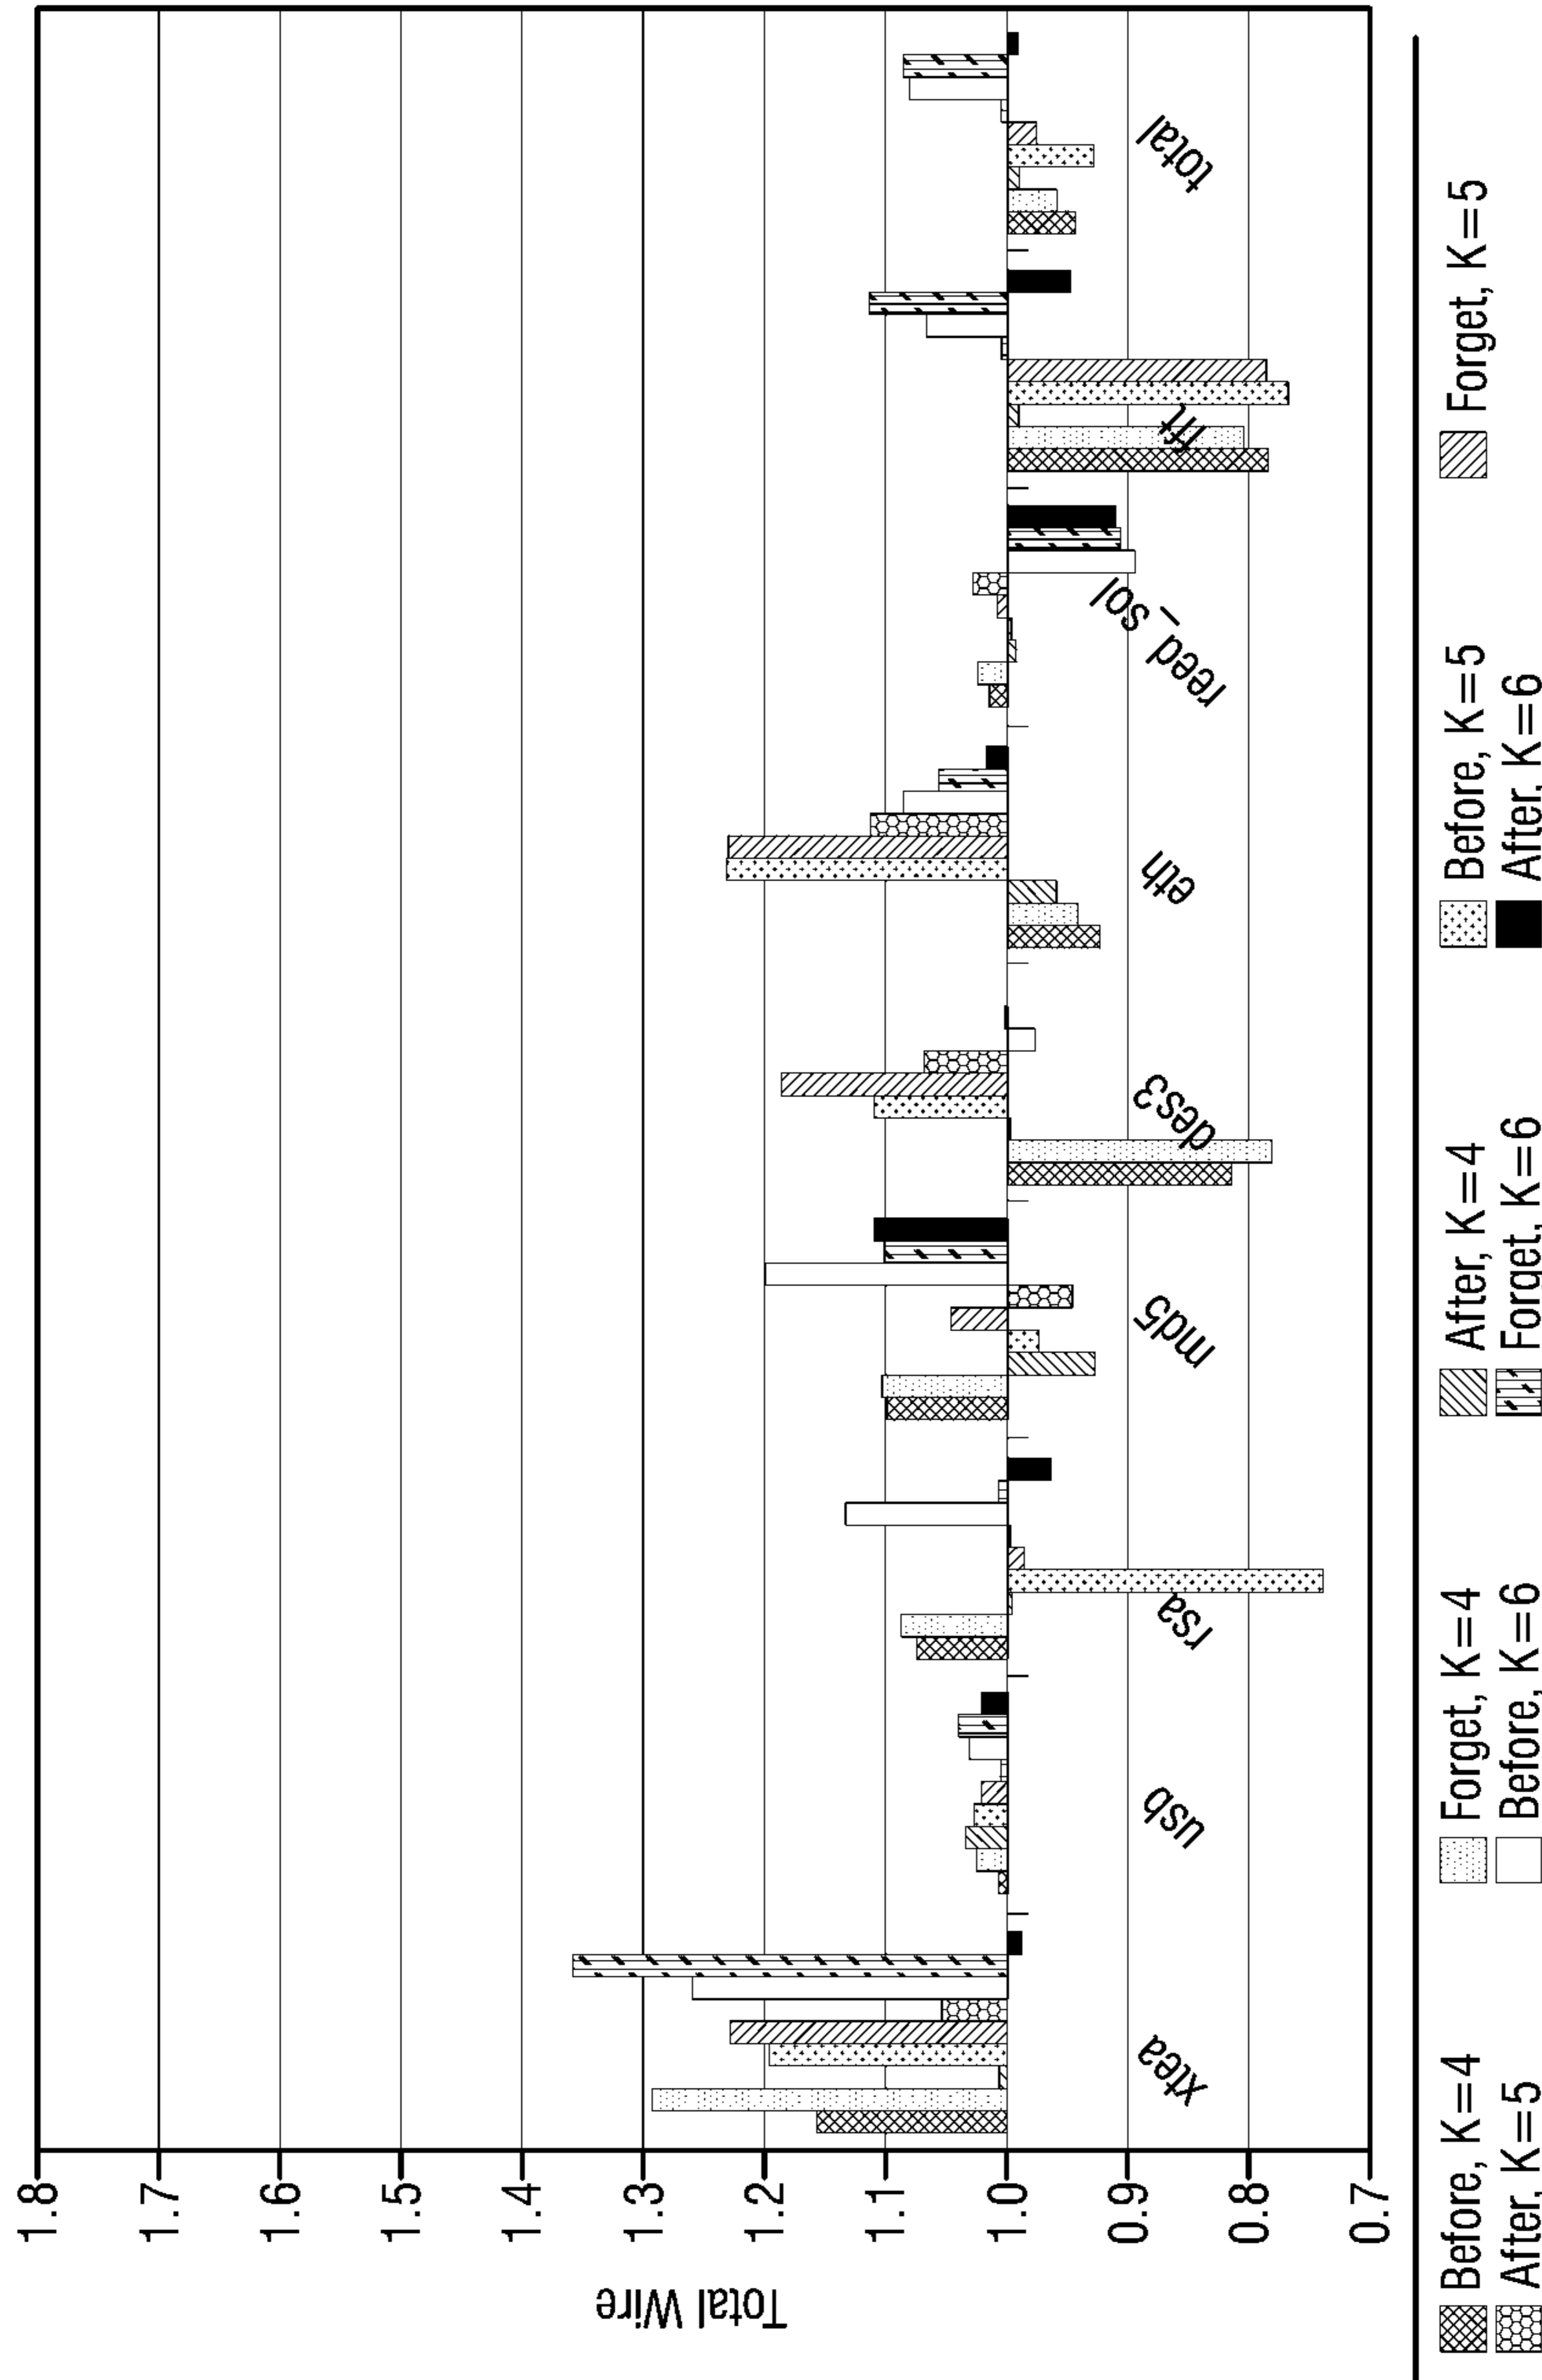 Total Wire
1.8
1.7
1.6
1.5
1.4
1.3
1.2
1.1
1.0
0.9
0.8
0.7
xtea
usb
rsa
md5
des3
eth
reed_sol
fft
total
Before, K=4
Forget, K=4
After, K=4
Before, K=5
Forget, K=5
After, K=5
Before, K=6
Forget, K=6
After, K=6